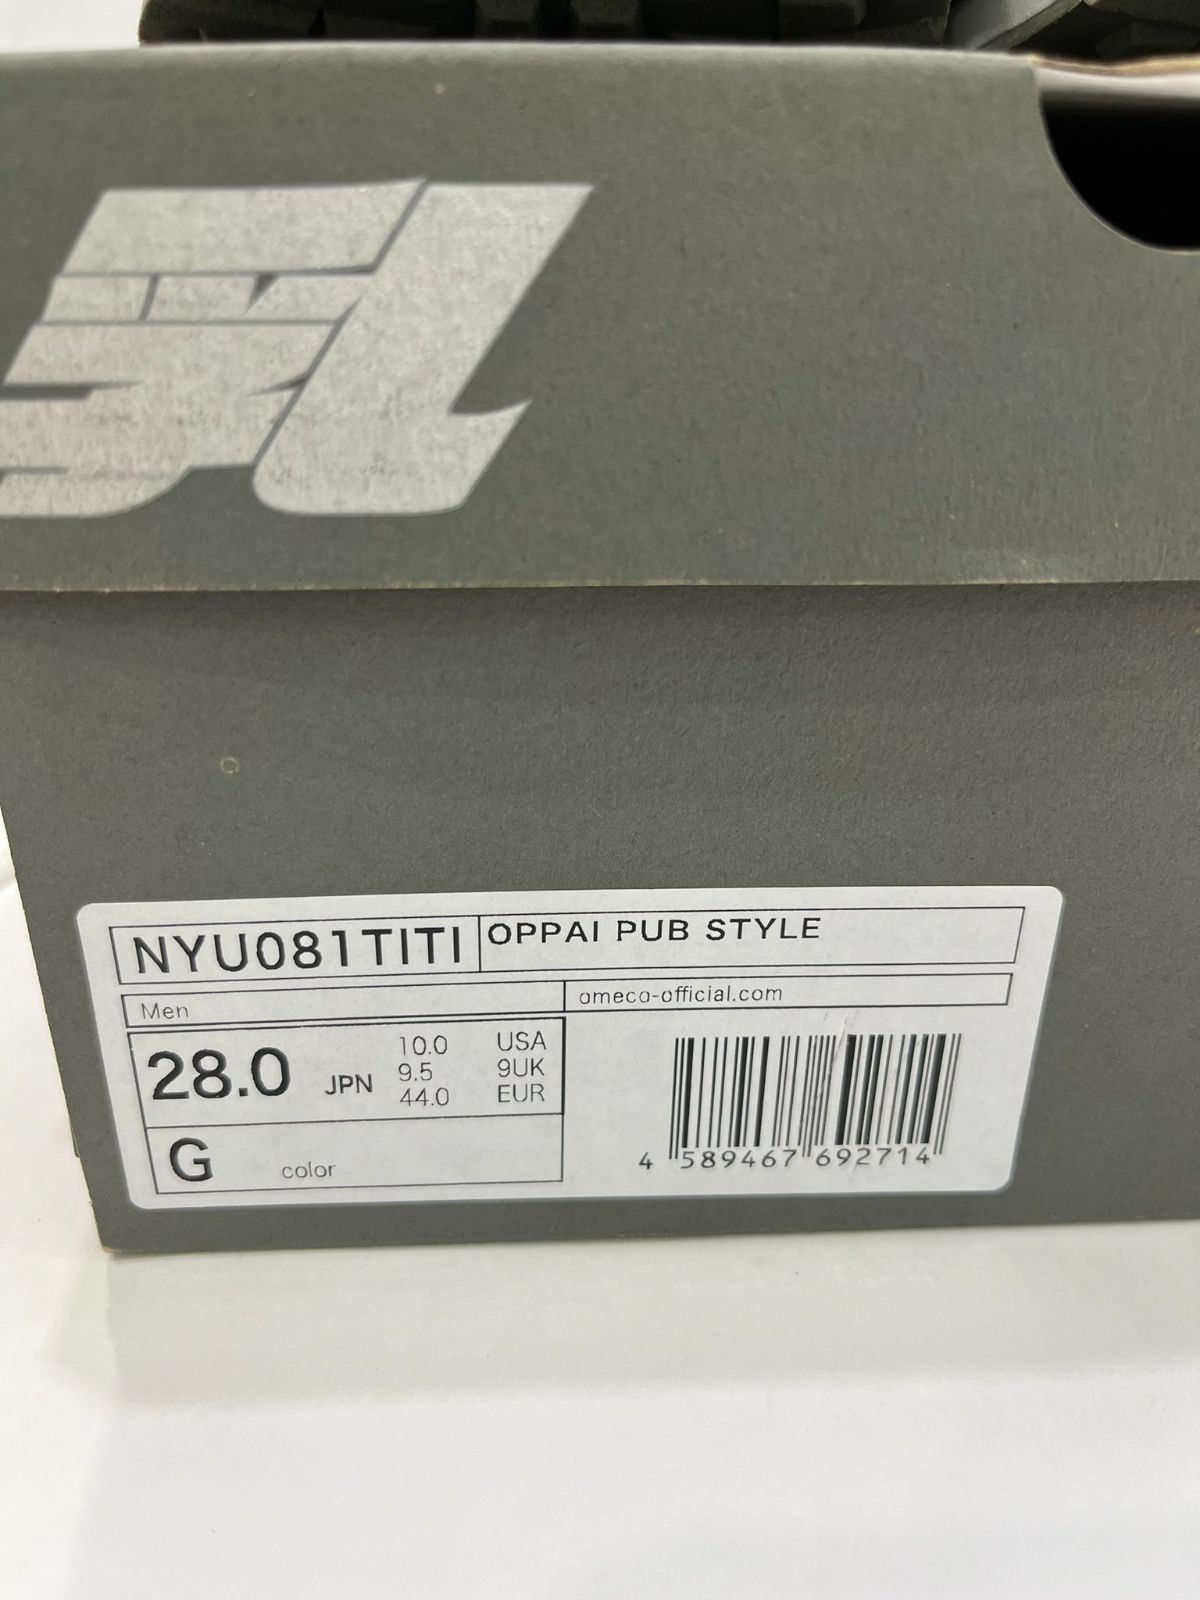 NYU081TITI
OPPAI PUB STYLE
Men
omeco-official.com
28.0 JPN
10.0 USA
9.5 9UK
44.0 EUR
G color
4 589467 692714